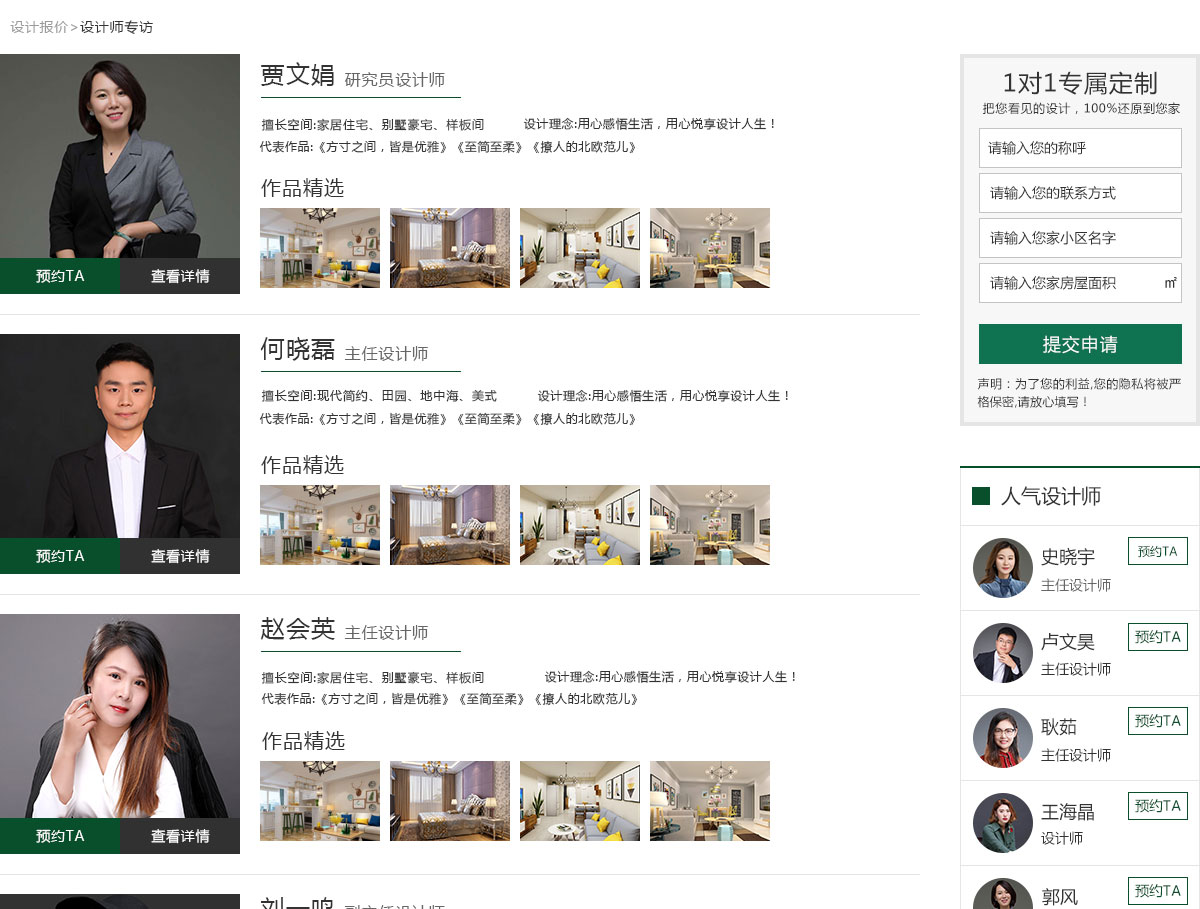 设计报价>设计师专访
贾文娟 研究员设计师
擅长空间:家居住宅、别墅豪宅、样板间 设计理念:用心感悟生活，用心悦享设计人生！
代表作品:《方寸之间，皆是优雅》《至简至柔》《撩人的北欧范儿》
作品精选
预约TA 查看详情
何晓磊 主任设计师
擅长空间:现代简约、田园、地中海、美式 设计理念:用心感悟生活，用心悦享设计人生！
代表作品:《方寸之间，皆是优雅》《至简至柔》《撩人的北欧范儿》
作品精选
预约TA 查看详情
赵会英 主任设计师
擅长空间:家居住宅、别墅豪宅、样板间 设计理念:用心感悟生活，用心悦享设计人生！
代表作品:《方寸之间，皆是优雅》《至简至柔》《撩人的北欧范儿》
作品精选
预约TA 查看详情
刘一鸣 副主任设计师
1对1专属定制
把您看见的设计，100%还原到您家
请输入您的称呼
请输入您的联系方式
请输入您家小区名字
请输入您家房屋面积 ㎡
提交申请
声明：为了您的利益,您的隐私将被严
格保密,请放心填写！
人气设计师
史晓宇 预约TA
主任设计师
卢文昊 预约TA
主任设计师
耿茹 预约TA
主任设计师
王海晶 预约TA
设计师
郭风 预约TA